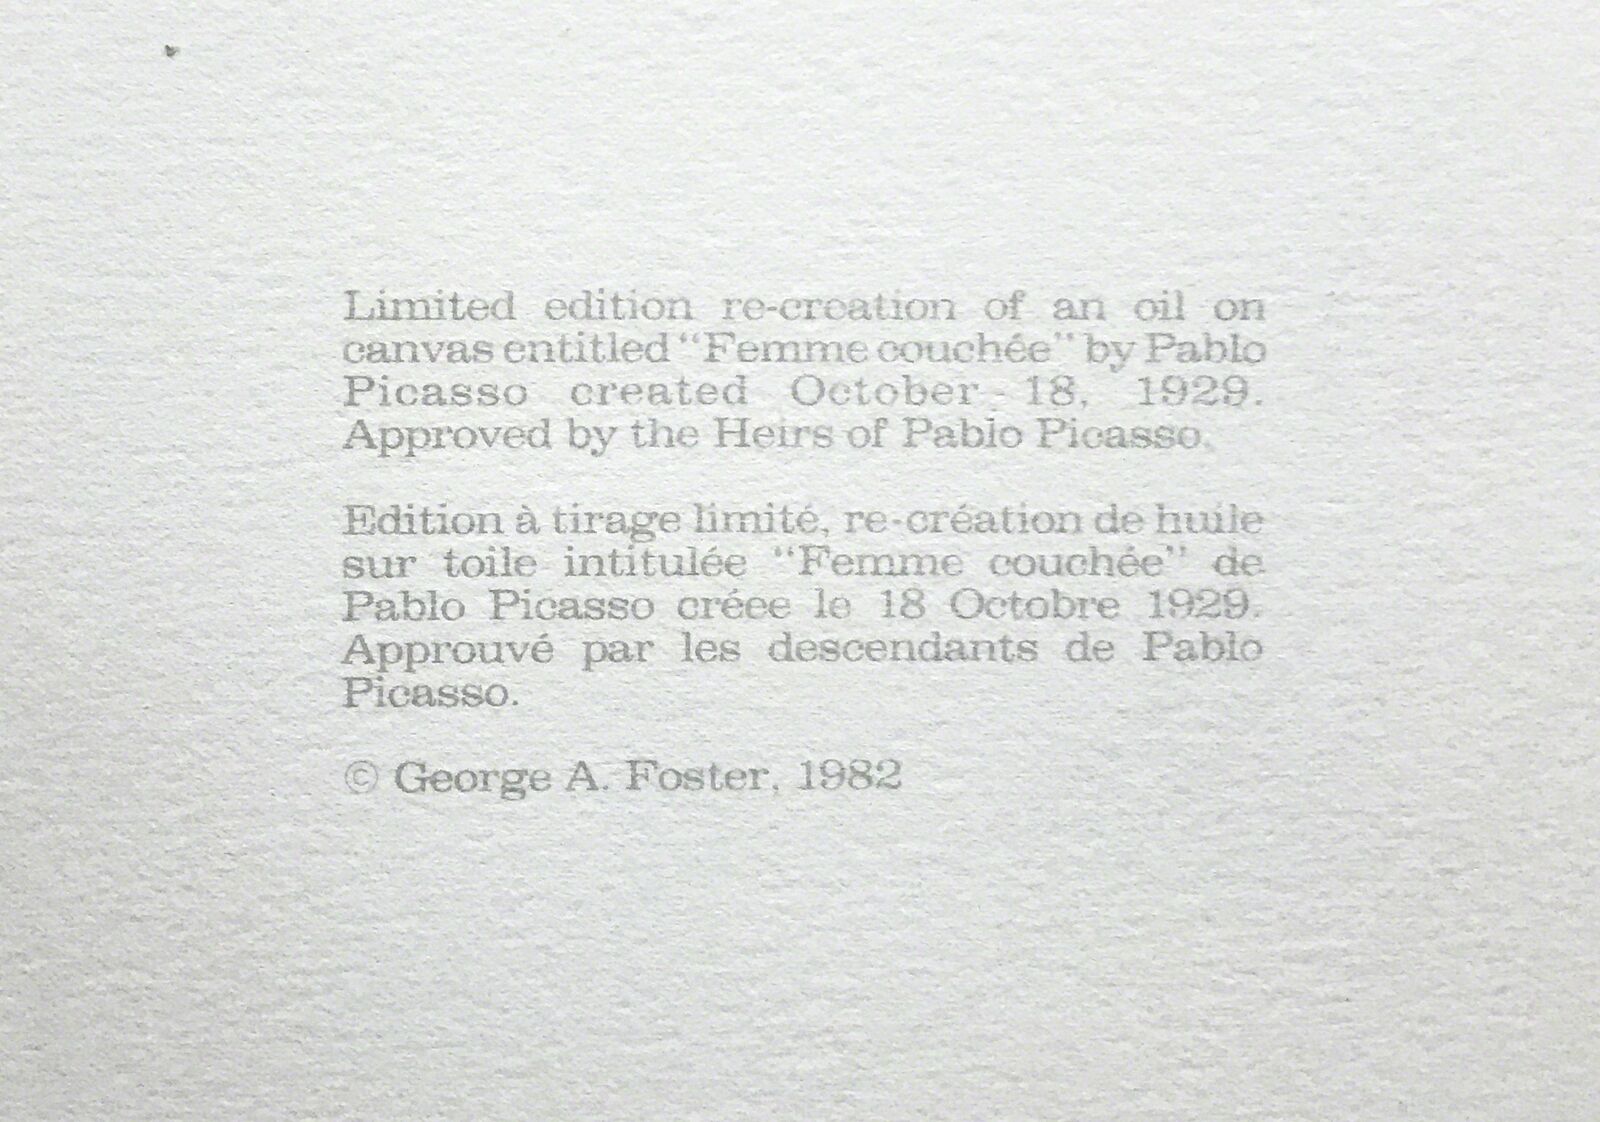 Limited edition re-creation of an oil on
canvas entitled “Femme couchée” by Pablo
Picasso created October 18, 1929.
Approved by the Heirs of Pablo Picasso.
Edition à tirage limité, re-création de huile
sur toile intitulée “Femme couchée” de
Pablo Picasso créee le 18 Octobre 1929.
Approuvé par les descendants de Pablo
Picasso.
© George A. Foster, 1982